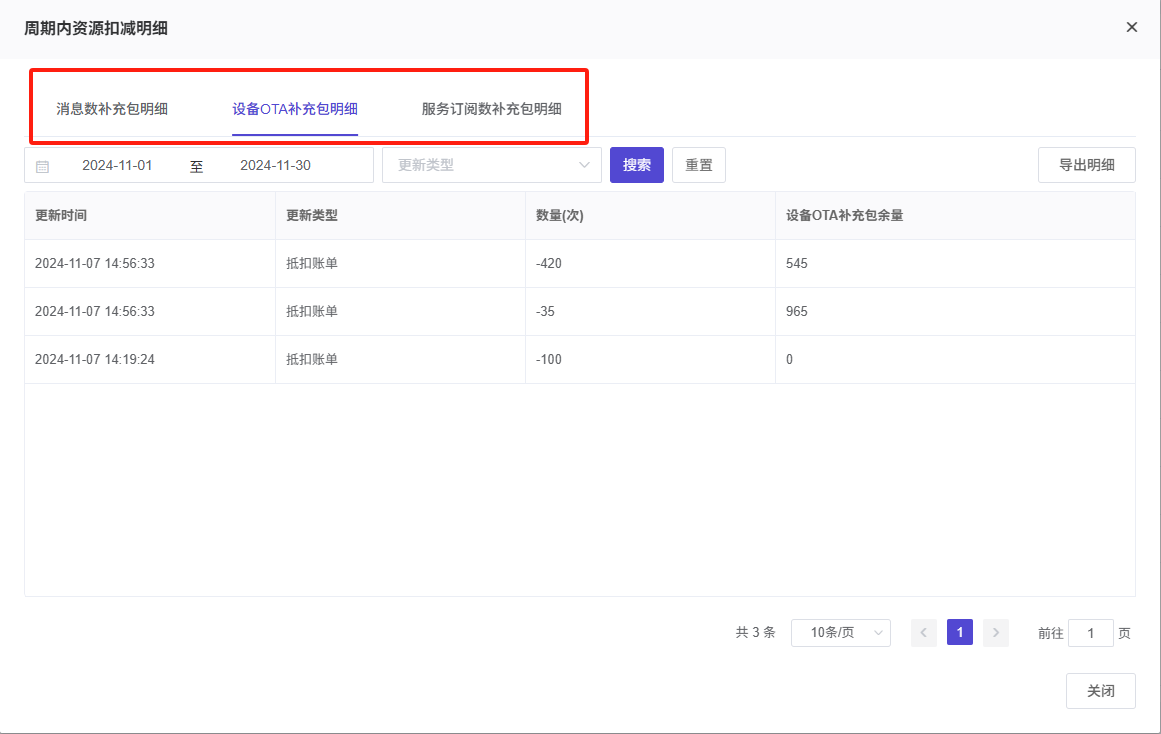 周期内资源扣减明细
消息数补充包明细 设备OTA补充包明细 服务订阅数补充包明细
2024-11-01 至 2024-11-30 更新类型 搜索 重置 导出明细
更新时间 更新类型 数量(次) 设备OTA补充包余量
2024-11-07 14:56:33 抵扣账单 -420 545
2024-11-07 14:56:33 抵扣账单 -35 965
2024-11-07 14:19:24 抵扣账单 -100 0
共 3 条 10条/页 1 前往 1 页
关闭